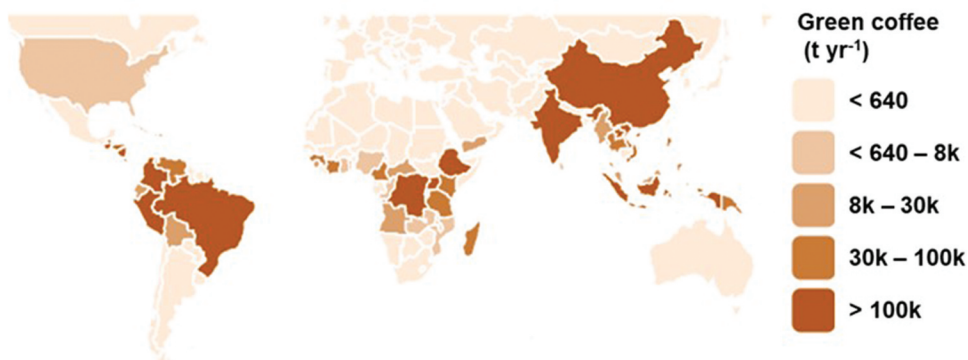 Green coffee
(t yr⁻¹)
< 640
< 640 – 8k
8k – 30k
30k – 100k
> 100k